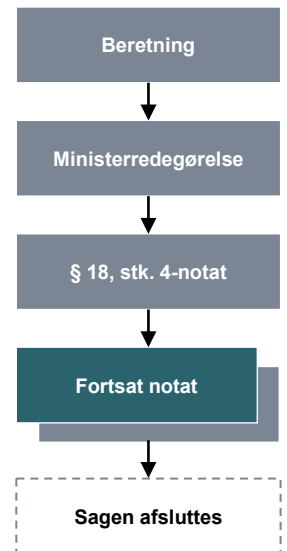 Beretning
Ministerredegørelse
§ 18, stk. 4-notat
Fortsat notat
Sagen afsluttes